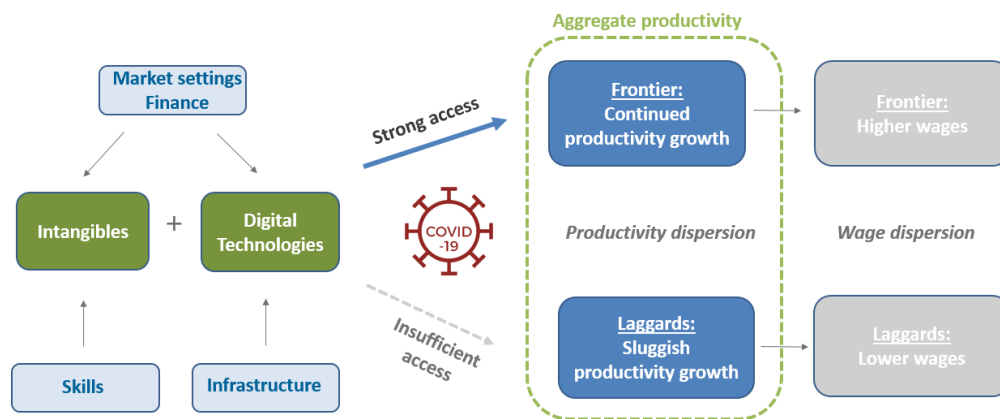 Aggregate productivity
Market settings
Finance
Strong access
Frontier:
Continued
productivity growth
Frontier:
Higher wages
Intangibles
+
Digital
Technologies
COVID
-19
Productivity dispersion
Wage dispersion
Insufficient
access
Laggards:
Sluggish
productivity growth
Laggards:
Lower wages
Skills
Infrastructure